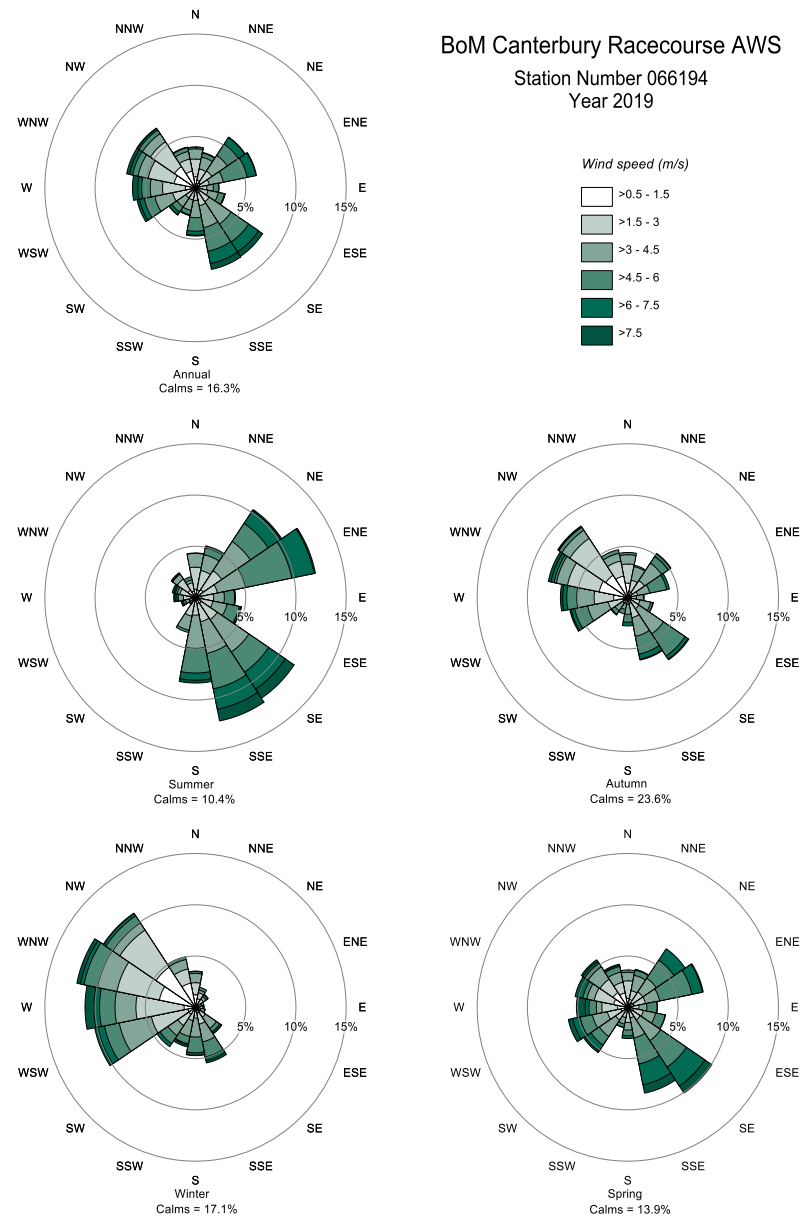 BoM Canterbury Racecourse AWS
Station Number 066194
Year 2019
Wind speed (m/s)
>0.5 - 1.5
>1.5 - 3
>3 - 4.5
>4.5 - 6
>6 - 7.5
>7.5
N
NNW
NNE
NW
NE
WNW
ENE
W
E
5%
10%
15%
WSW
ESE
SW
SE
SSW
SSE
S
Annual
Calms = 16.3%
N
NNW
NNE
NW
NE
WNW
ENE
W
E
5%
10%
15%
WSW
ESE
SW
SE
SSW
SSE
S
Summer
Calms = 10.4%
N
NNW
NNE
NW
NE
WNW
ENE
W
E
5%
10%
15%
WSW
ESE
SW
SE
SSW
SSE
S
Autumn
Calms = 23.6%
N
NNW
NNE
NW
NE
WNW
ENE
W
E
5%
10%
15%
WSW
ESE
SW
SE
SSW
SSE
S
Winter
Calms = 17.1%
N
NNW
NNE
NW
NE
WNW
ENE
W
E
5%
10%
15%
WSW
ESE
SW
SE
SSW
SSE
S
Spring
Calms = 13.9%